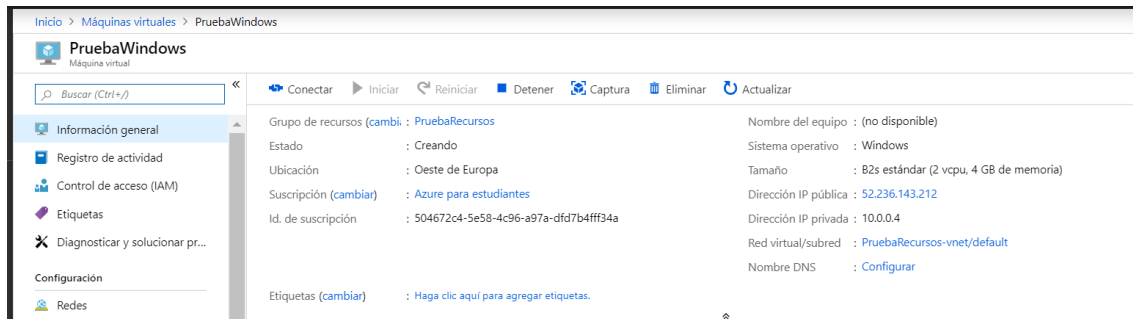 Inicio > Máquinas virtuales > PruebaWindows
PruebaWindows
Máquina virtual
Buscar (Ctrl+/)
«
Información general
Registro de actividad
Control de acceso (IAM)
Etiquetas
Diagnosticar y solucionar pr...
Configuración
Redes
Conectar Iniciar Reiniciar Detener Captura Eliminar Actualizar
Grupo de recursos (cambi : PruebaRecursos
Estado : Creando
Ubicación : Oeste de Europa
Suscripción (cambiar) : Azure para estudiantes
Id. de suscripción : 504672c4-5e58-4c96-a97a-dfd7b4fff34a
Nombre del equipo : (no disponible)
Sistema operativo : Windows
Tamaño : B2s estándar (2 vcpu, 4 GB de memoria)
Dirección IP pública : 52.236.143.212
Dirección IP privada : 10.0.0.4
Red virtual/subred : PruebaRecursos-vnet/default
Nombre DNS : Configurar
Etiquetas (cambiar) : Haga clic aquí para agregar etiquetas.